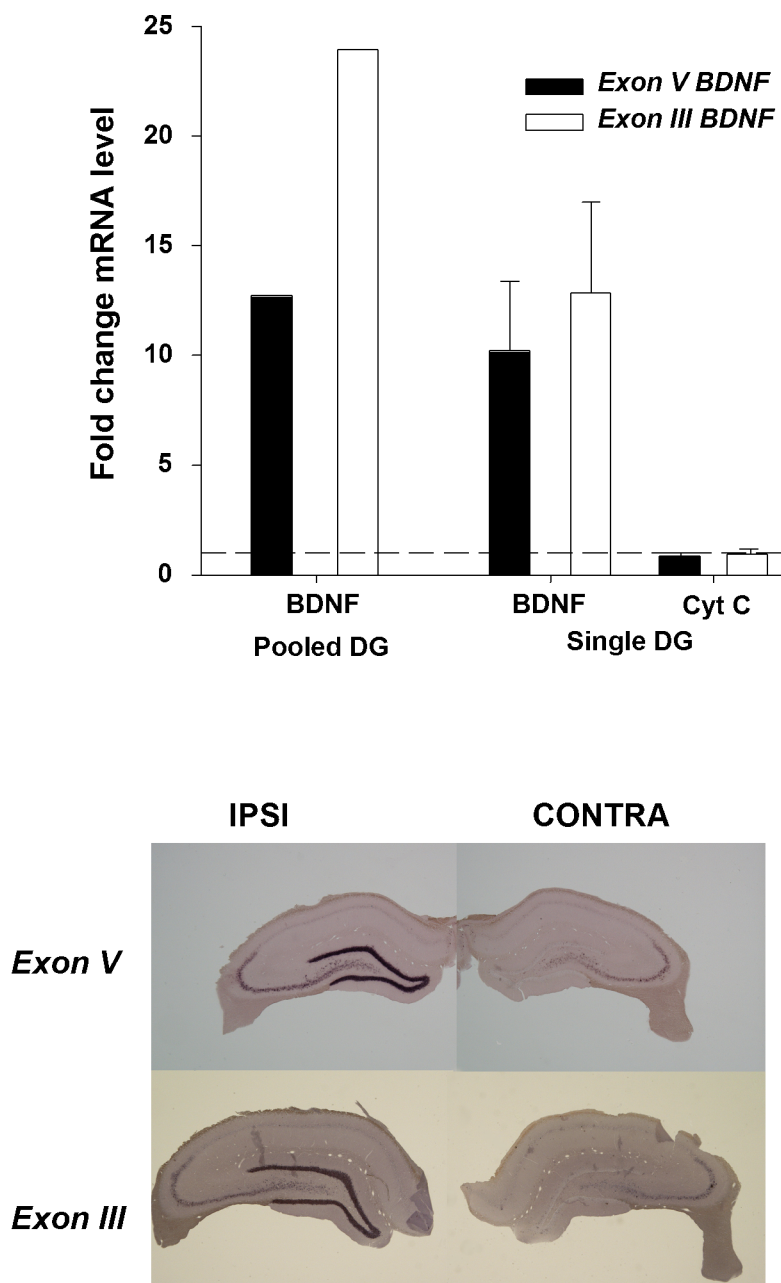 Fold change mRNA level
25
20
15
10
5
0
Exon V BDNF
Exon III BDNF
BDNF
BDNF
Cyt C
Pooled DG
Single DG
IPSI
CONTRA
Exon V
Exon III